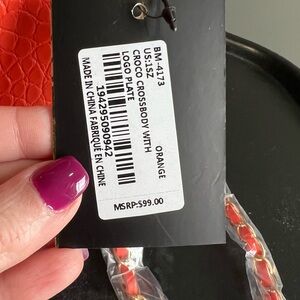 BM-4173
US:1SZ
CROCO CROSSBODY WITH
LOGO PLATE
ORANGE
194295090942
MADE IN CHINA FABRIQUÉ EN CHINE
MSRP:$99.00